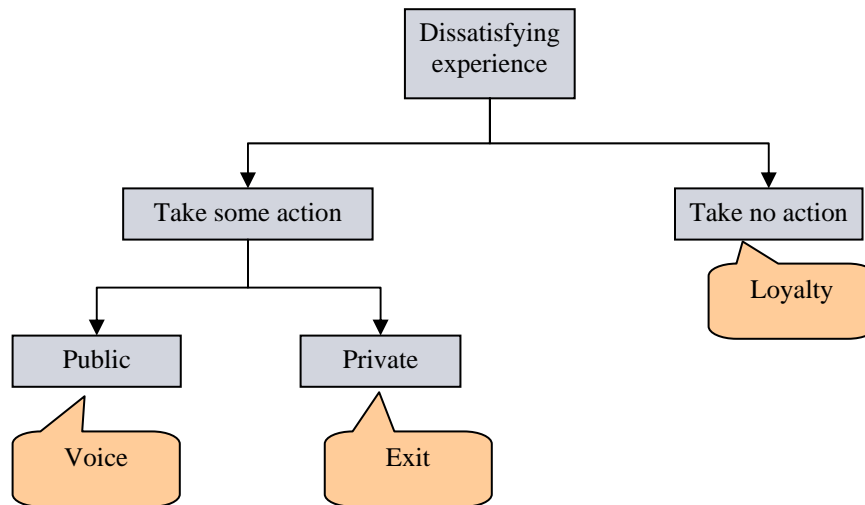 Dissatisfying
experience
Take some action
Take no action
Loyalty
Public
Private
Voice
Exit